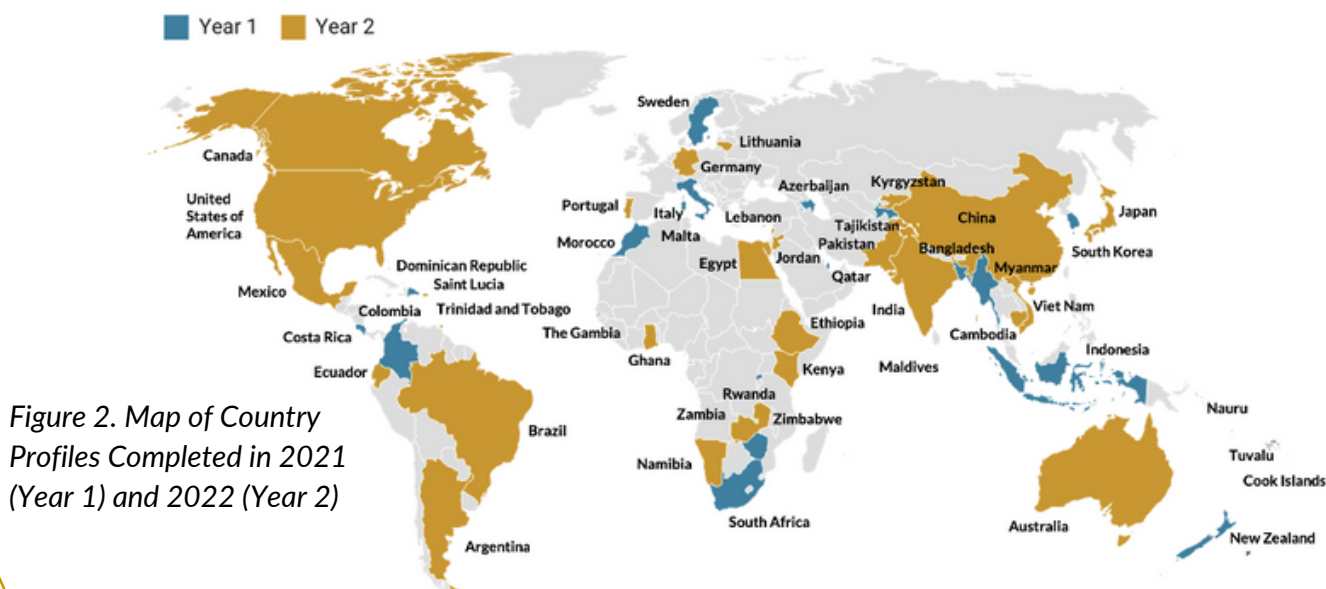 Year 1 Year 2
Sweden
Lithuania
Canada
Germany
Azerbaijan
Kyrgyzstan
United
States of
America
Portugal
Italy
Lebanon
China
Japan
Tajikistan
Morocco
Malta
Pakistan
Bangladesh
South Korea
Egypt
Jordan
Qatar
Myanmar
Mexico
Dominican Republic
Saint Lucia
Colombia
Trinidad and Tobago
India
Viet Nam
Costa Rica
The Gambia
Ethiopia
Cambodia
Ghana
Indonesia
Ecuador
Kenya
Maldives
Rwanda
Nauru
Figure 2. Map of Country
Profiles Completed in 2021
(Year 1) and 2022 (Year 2)
Zambia
Zimbabwe
Brazil
Tuvalu
Namibia
Cook Islands
South Africa
Australia
New Zealand
Argentina